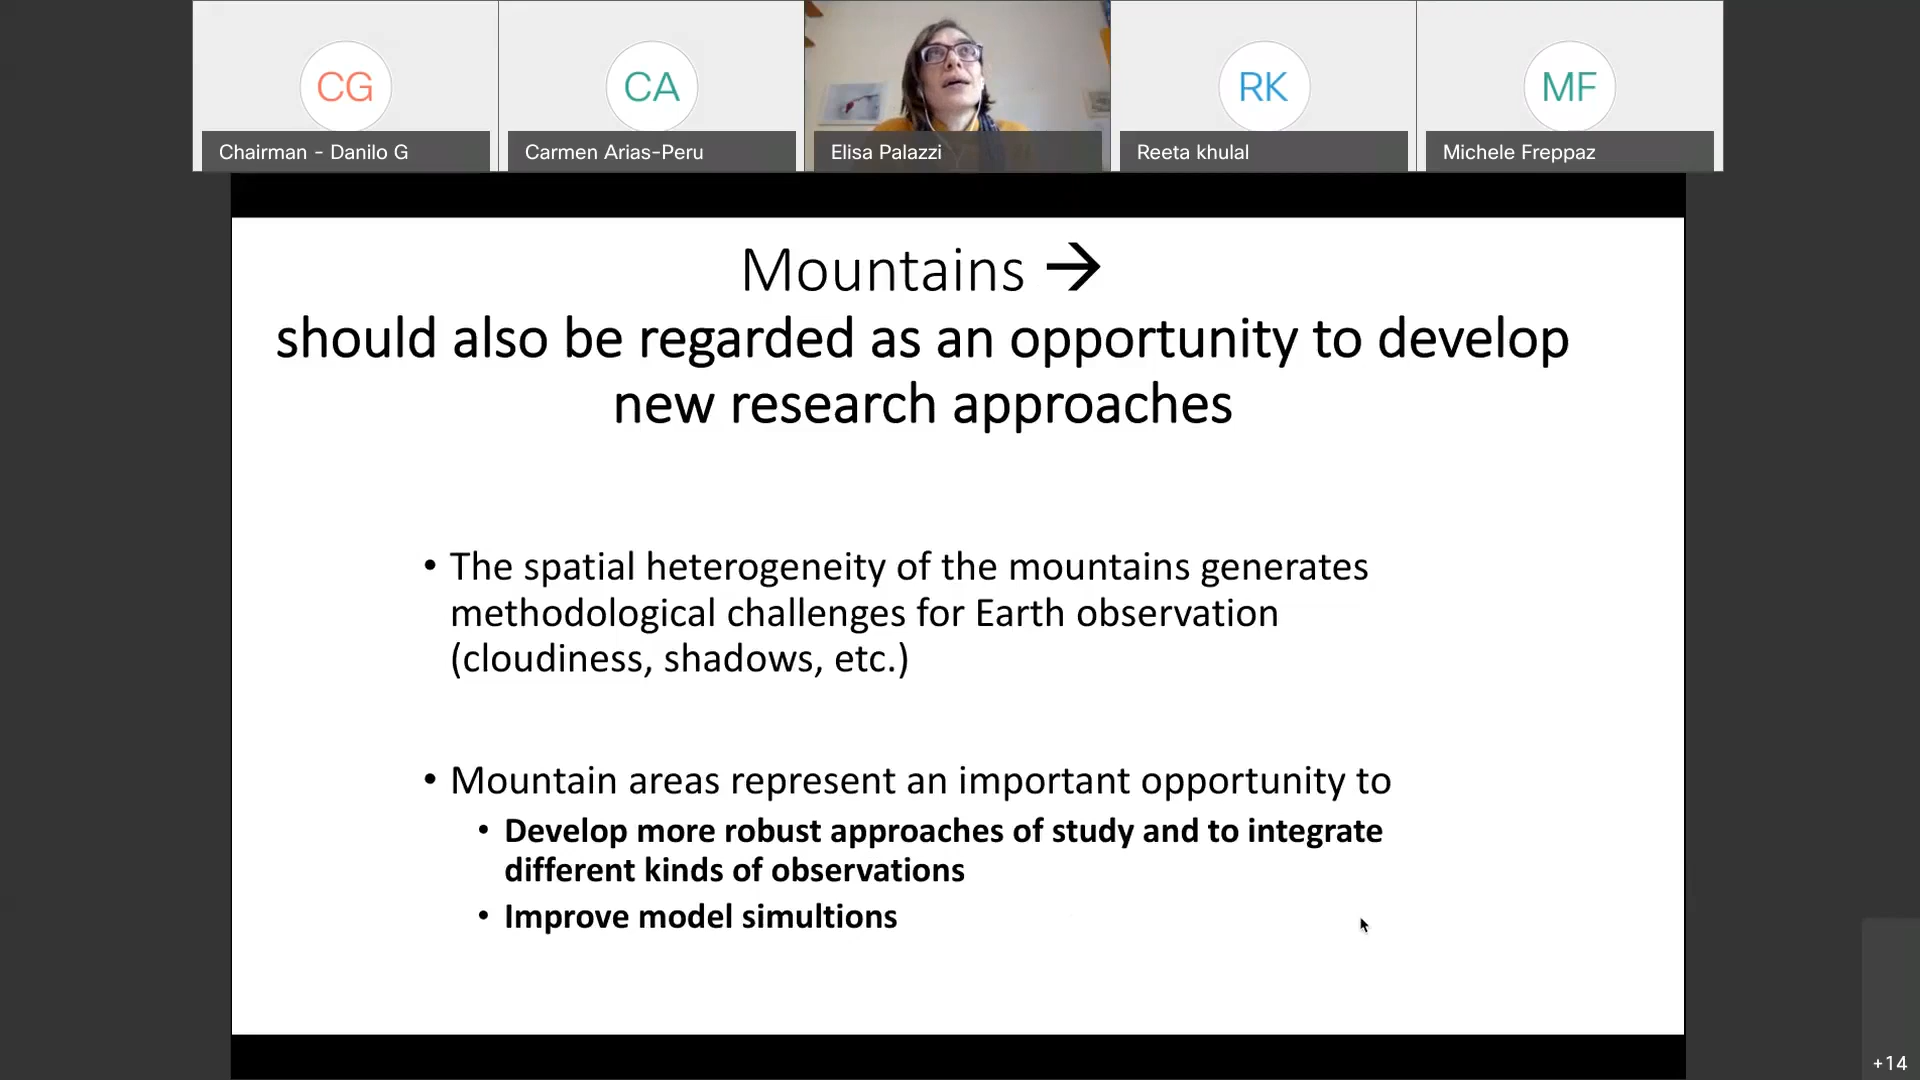 CG
CA
RK
MF
Chairman - Danilo G
Carmen Arias-Peru
Elisa Palazzi
Reeta khulal
Michele Freppaz
Mountains →
should also be regarded as an opportunity to develop
new research approaches
• The spatial heterogeneity of the mountains generates
methodological challenges for Earth observation
(cloudiness, shadows, etc.)
• Mountain areas represent an important opportunity to
• Develop more robust approaches of study and to integrate
different kinds of observations
• Improve model simultions
+14